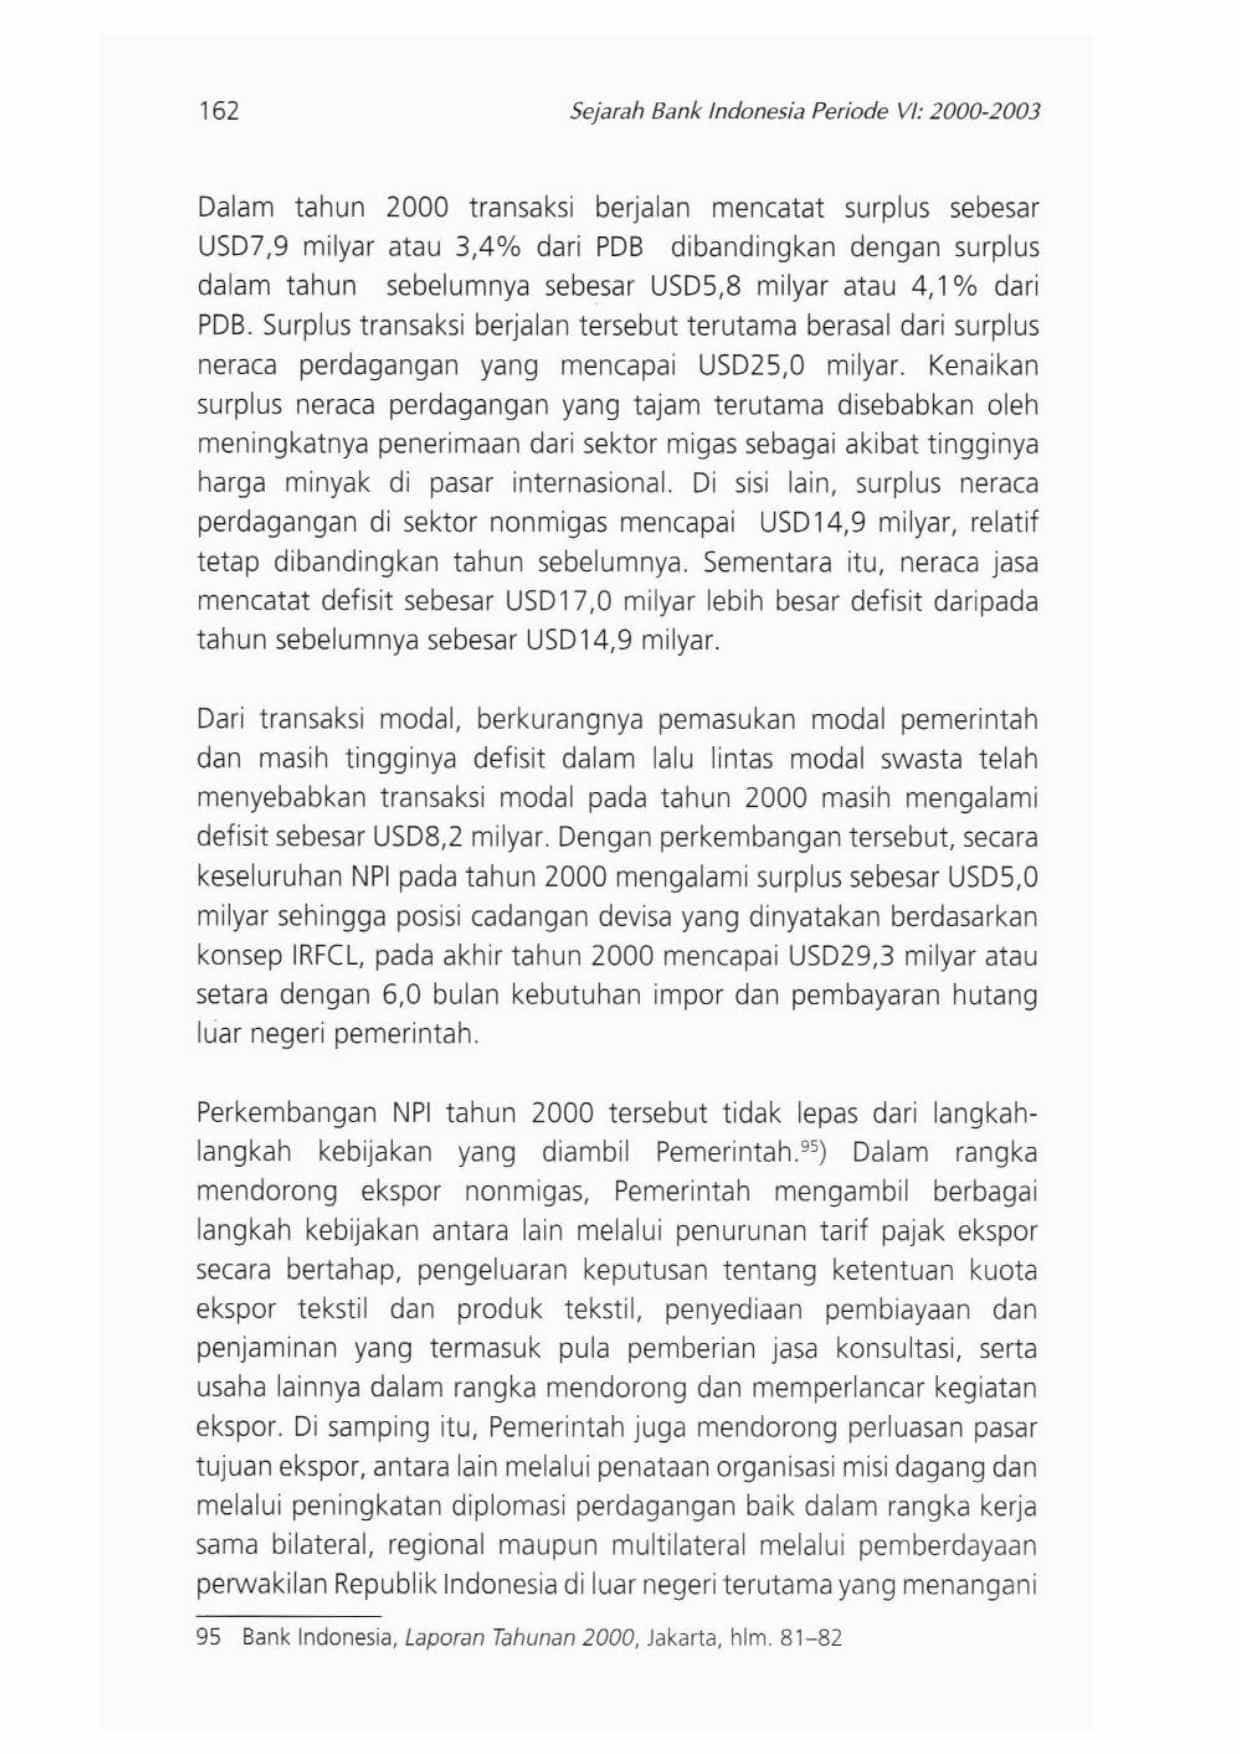 162
Sejarah Bank Indonesia Periode VI: 2000-2003
Dalam tahun 2000 transaksi berjalan mencatat surplus sebesar
USD7,9 milyar atau 3,4% dari PDB dibandingkan dengan surplus
dalam tahun sebelumnya sebesar USD5,8 milyar atau 4,1% dari
PDB. Surplus transaksi berjalan tersebut terutama berasal dari surplus
neraca perdagangan yang mencapai USD25,0 milyar. Kenaikan
surplus neraca perdagangan yang tajam terutama disebabkan oleh
meningkatnya penerimaan dari sektor migas sebagai akibat tingginya
harga minyak di pasar internasional. Di sisi lain, surplus neraca
perdagangan di sektor nonmigas mencapai USD14,9 milyar, relatif
tetap dibandingkan tahun sebelumnya. Sementara itu, neraca jasa
mencatat defisit sebesar USD17,0 milyar lebih besar defisit daripada
tahun sebelumnya sebesar USD14,9 milyar.
Dari transaksi modal, berkurangnya pemasukan modal pemerintah
dan masih tingginya defisit dalam lalu lintas modal swasta telah
menyebabkan transaksi modal pada tahun 2000 masih mengalami
defisit sebesar USD8,2 milyar. Dengan perkembangan tersebut, secara
keseluruhan NPI pada tahun 2000 mengalami surplus sebesar USD5,0
milyar sehingga posisi cadangan devisa yang dinyatakan berdasarkan
konsep IRFCL, pada akhir tahun 2000 mencapai USD29,3 milyar atau
setara dengan 6,0 bulan kebutuhan impor dan pembayaran hutang
luar negeri pemerintah.
Perkembangan NPI tahun 2000 tersebut tidak lepas dari langkah-
langkah kebijakan yang diambil Pemerintah.95) Dalam rangka
mendorong ekspor nonmigas, Pemerintah mengambil berbagai
langkah kebijakan antara lain melalui penurunan tarif pajak ekspor
secara bertahap, pengeluaran keputusan tentang ketentuan kuota
ekspor tekstil dan produk tekstil, penyediaan pembiayaan dan
penjaminan yang termasuk pula pemberian jasa konsultasi, serta
usaha lainnya dalam rangka mendorong dan memperlancar kegiatan
ekspor. Di samping itu, Pemerintah juga mendorong perluasan pasar
tujuan ekspor, antara lain melalui penataan organisasi misi dagang dan
melalui peningkatan diplomasi perdagangan baik dalam rangka kerja
sama bilateral, regional maupun multilateral melalui pemberdayaan
perwakilan Republik Indonesia di luar negeri terutama yang menangani
95 Bank Indonesia, Laporan Tahunan 2000, Jakarta, hlm. 81–82